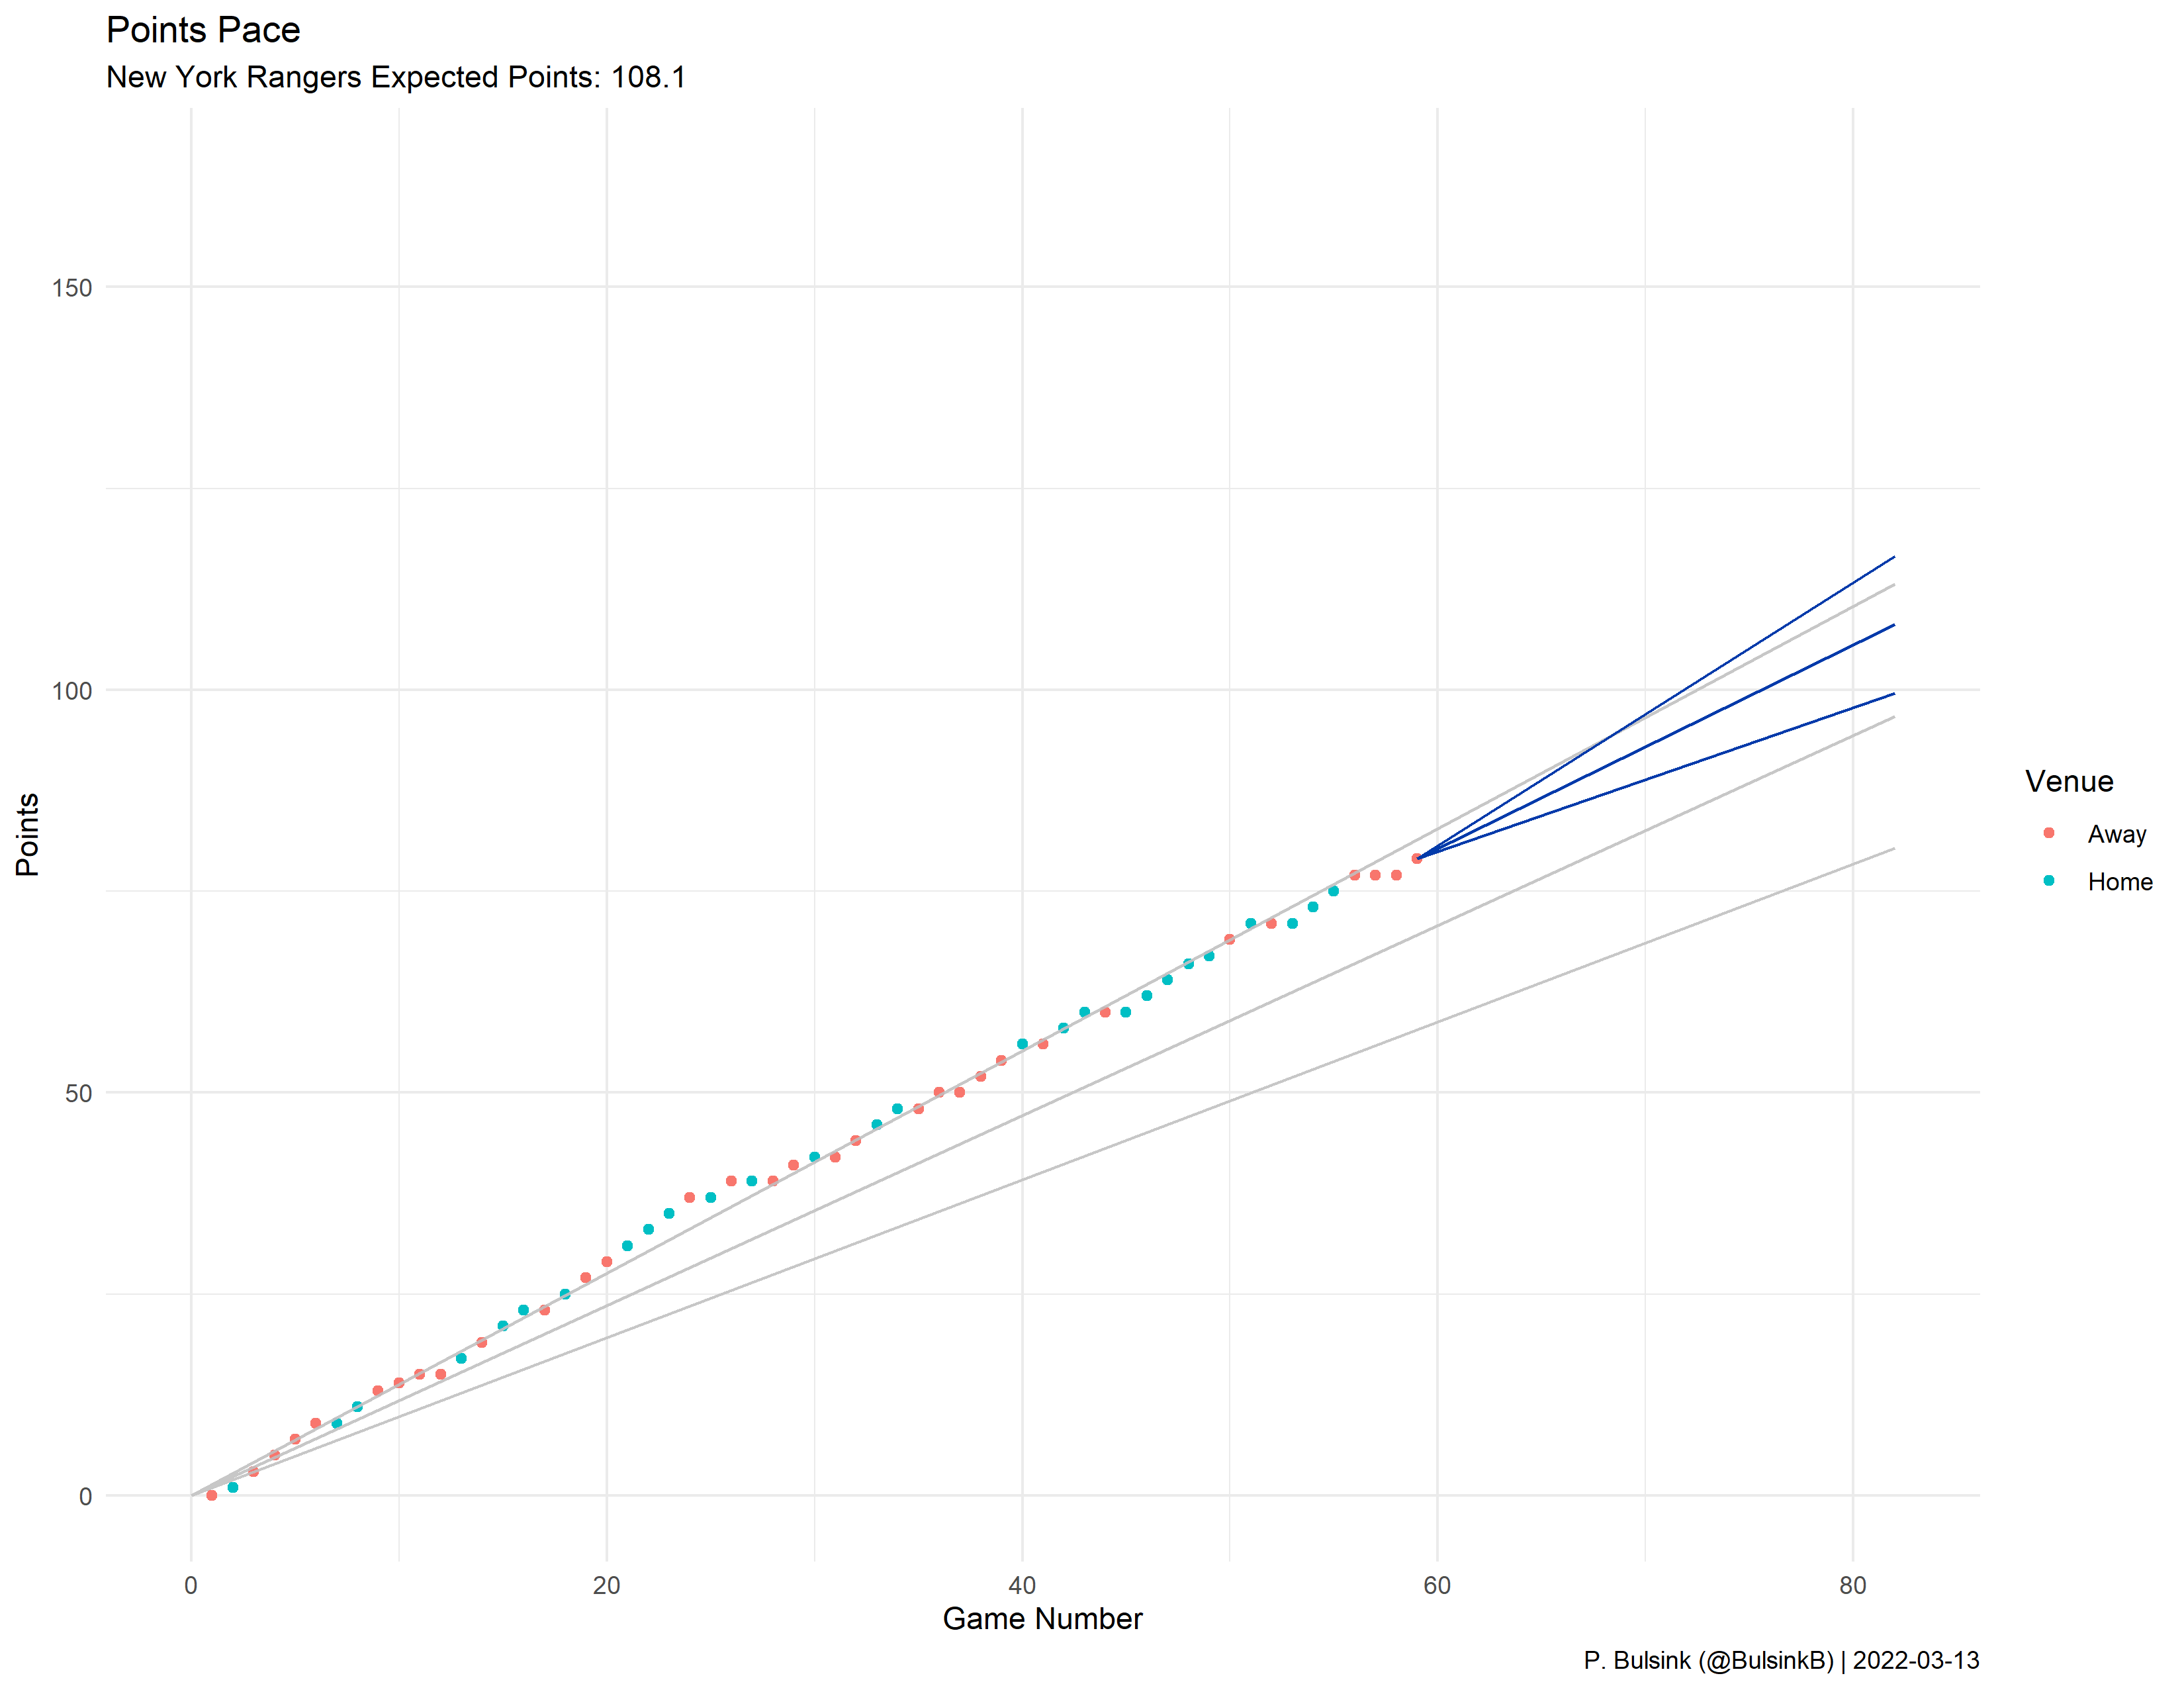 Points Pace
New York Rangers Expected Points: 108.1
150
100
50
0
Points
0 20 40 60 80
Game Number
Venue
Away
Home
P. Bulsink (@BulsinkB) | 2022-03-13